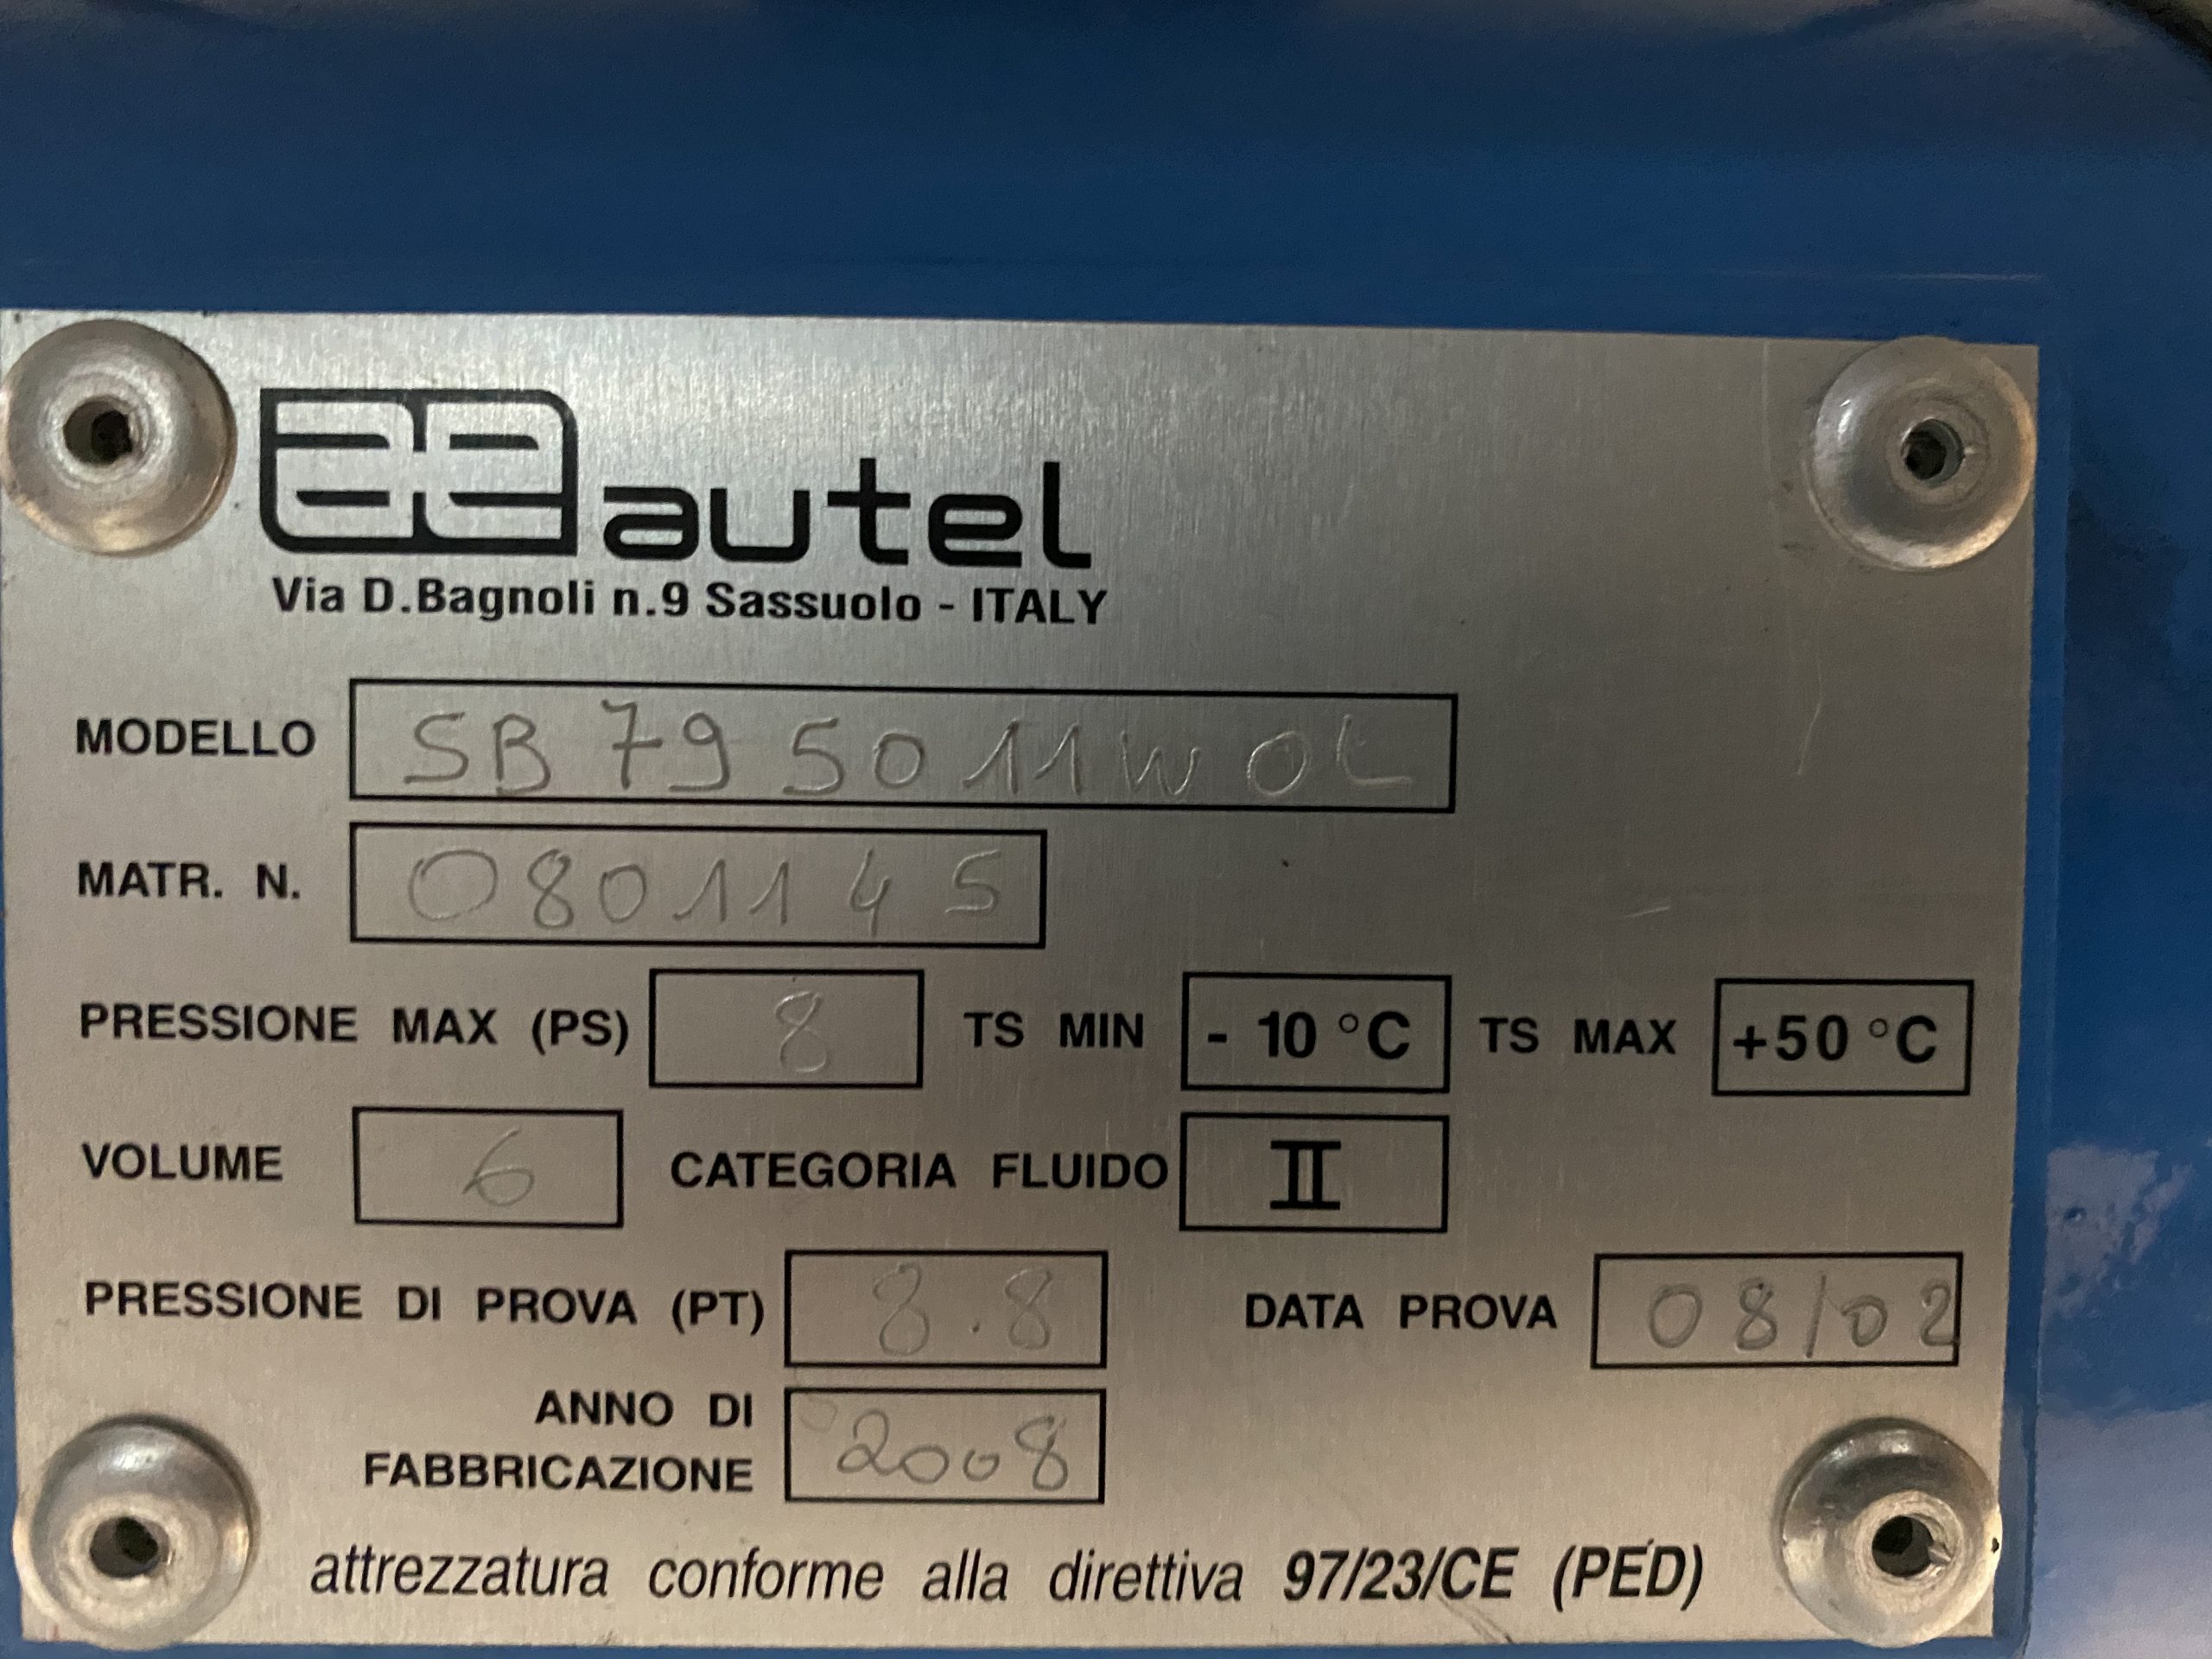 autel
Via D.Bagnoli n.9 Sassuolo - ITALY
MODELLO SB795011WOL
MATR. N. 0801145
PRESSIONE MAX (PS) 8 TS MIN - 10 °C TS MAX +50 °C
VOLUME 6 CATEGORIA FLUIDO II
PRESSIONE DI PROVA (PT) 8.8 DATA PROVA 08/02
ANNO DI
FABBRICAZIONE 2008
attrezzatura conforme alla direttiva 97/23/CE (PED)